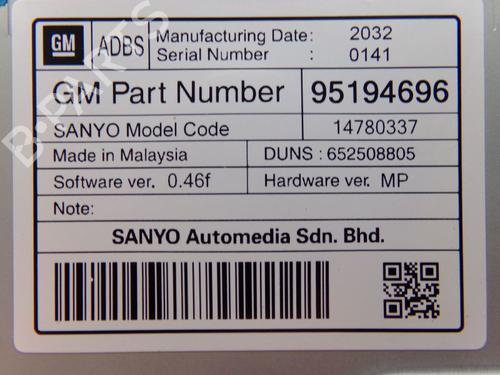 GM ADBS Manufacturing Date: 2032
Serial Number : 0141
GM Part Number 95194696
SANYO Model Code 14780337
Made in Malaysia DUNS : 652508805
Software ver. 0.46f Hardware ver. MP
Note:
SANYO Automedia Sdn. Bhd.
B-PARTS